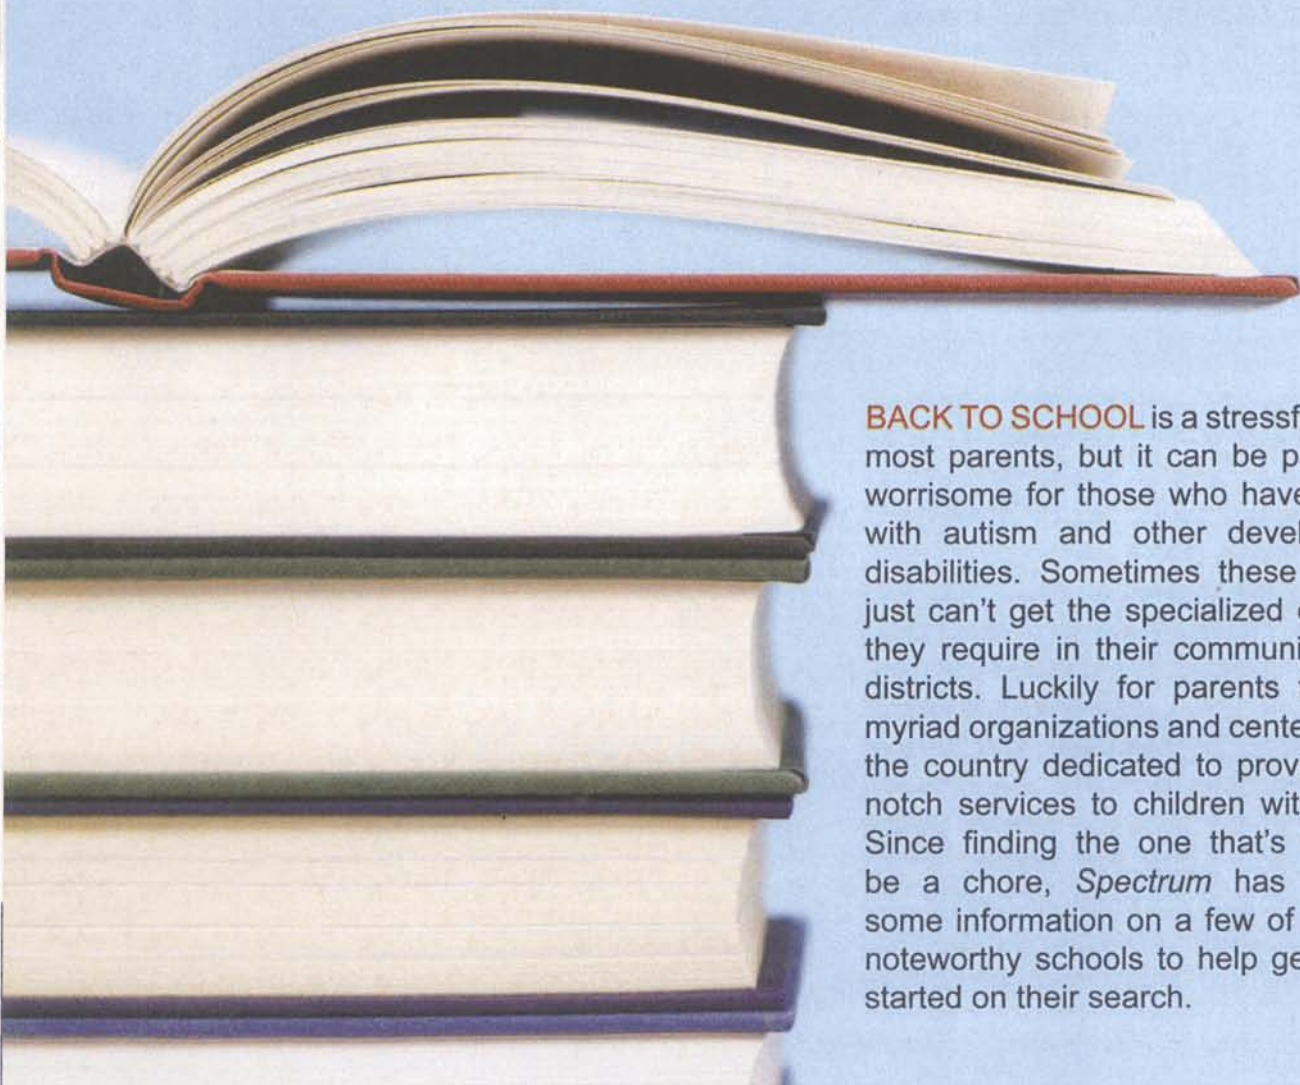 BACK TO SCHOOL is a stressf
most parents, but it can be p
worrisome for those who have
with autism and other devel
disabilities. Sometimes these
just can't get the specialized
they require in their communi
districts. Luckily for parents
myriad organizations and cente
the country dedicated to prov
notch services to children wit
Since finding the one that's
be a chore, Spectrum has
some information on a few of
noteworthy schools to help ge
started on their search.